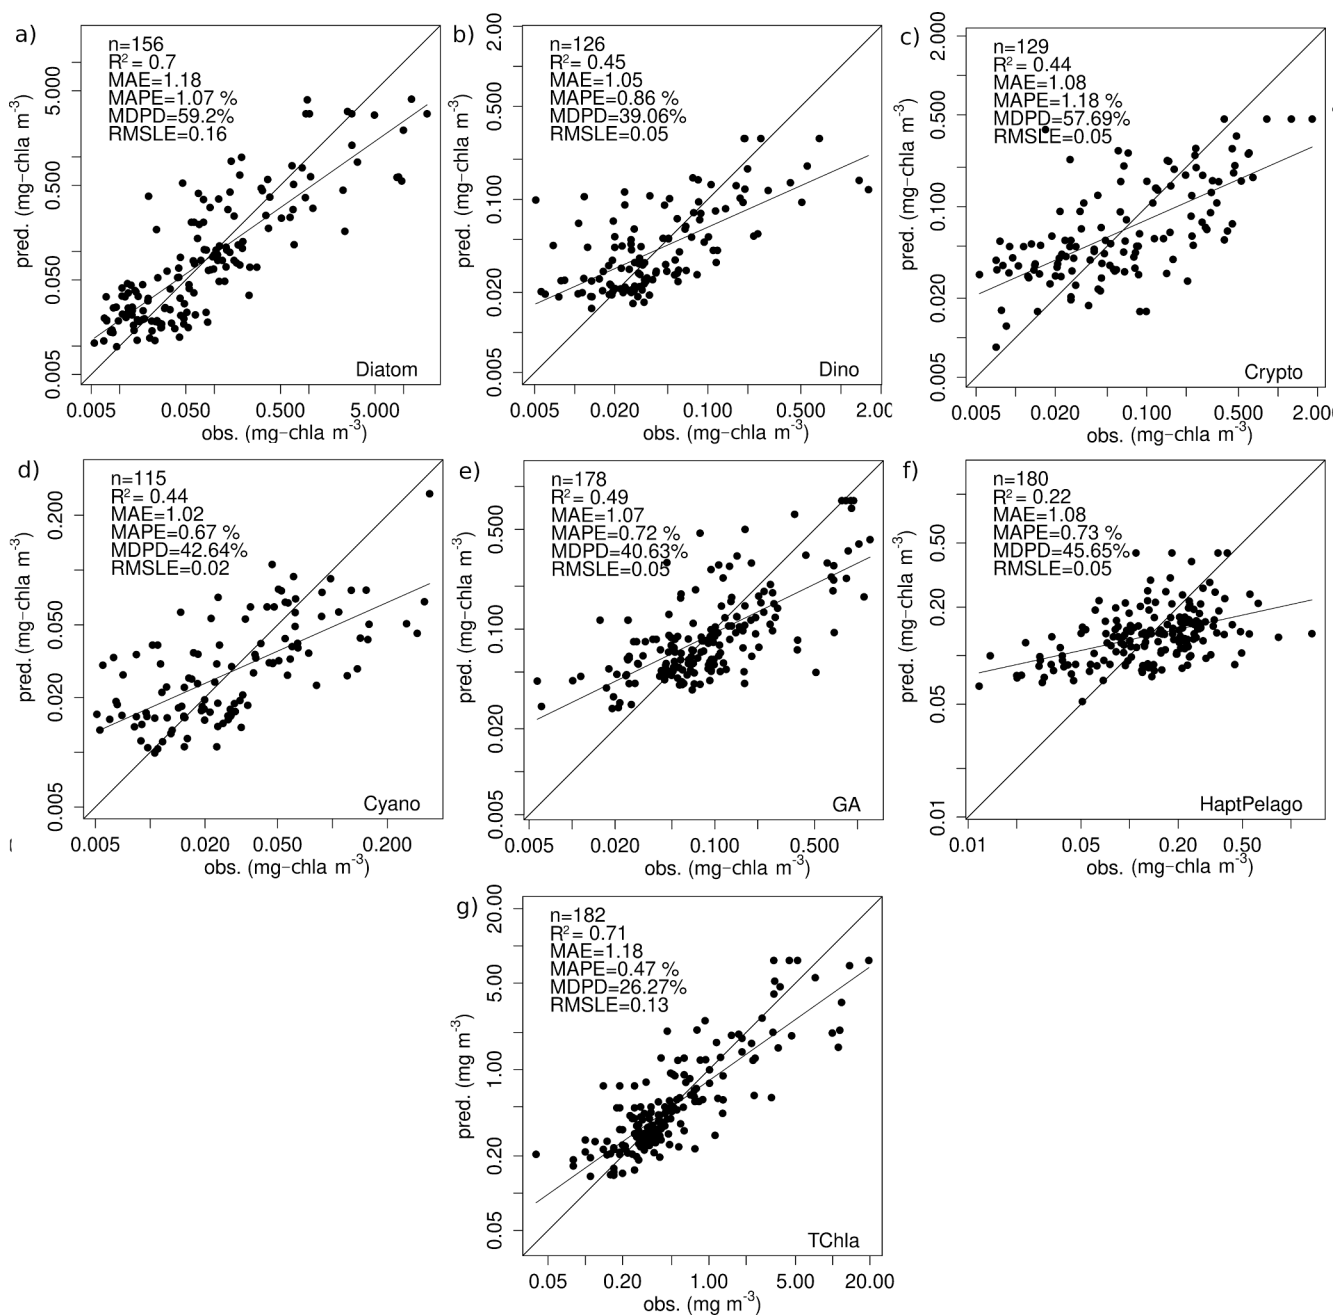 a)
n=156
R² = 0.7
MAE=1.18
MAPE=1.07 %
MDPD=59.2%
RMSLE=0.16
Diatom
pred. (mg−chla m⁻³)
0.005 0.050 0.500 5.000
0.005 0.050 0.500 5.000
obs. (mg−chla m⁻³)
b)
n=126
R² = 0.45
MAE=1.05
MAPE=0.86 %
MDPD=39.06%
RMSLE=0.05
Dino
pred. (mg−chla m⁻³)
0.005 0.020 0.100 0.500 2.00
0.005 0.020 0.100 0.500 2.00
obs. (mg−chla m⁻³)
c)
n=129
R² = 0.44
MAE=1.08
MAPE=1.18 %
MDPD=57.69%
RMSLE=0.05
Crypto
pred. (mg−chla m⁻³)
0.005 0.020 0.100 0.500 2.000
0.005 0.020 0.100 0.500 2.0
obs. (mg−chla m⁻³)
d)
n=115
R² = 0.44
MAE=1.02
MAPE=0.67 %
MDPD=42.64%
RMSLE=0.02
Cyano
pred. (mg−chla m⁻³)
0.005 0.020 0.050 0.200
0.005 0.020 0.050 0.200
obs. (mg−chla m⁻³)
e)
n=178
R² = 0.49
MAE=1.07
MAPE=0.72 %
MDPD=40.63%
RMSLE=0.05
GA
pred. (mg−chla m⁻³)
0.005 0.020 0.100 0.500
0.005 0.020 0.100 0.500
obs. (mg−chla m⁻³)
f)
n=180
R² = 0.22
MAE=1.08
MAPE=0.73 %
MDPD=45.65%
RMSLE=0.05
HaptPelago
pred. (mg−chla m⁻³)
0.01 0.05 0.20 0.50
0.01 0.05 0.20 0.50
obs. (mg−chla m⁻³)
g)
n=182
R² = 0.71
MAE=1.18
MAPE=0.47 %
MDPD=26.27%
RMSLE=0.13
TChla
pred. (mg m⁻³)
0.05 0.20 1.00 5.00 20.00
0.05 0.20 1.00 5.00 20.00
obs. (mg m⁻³)